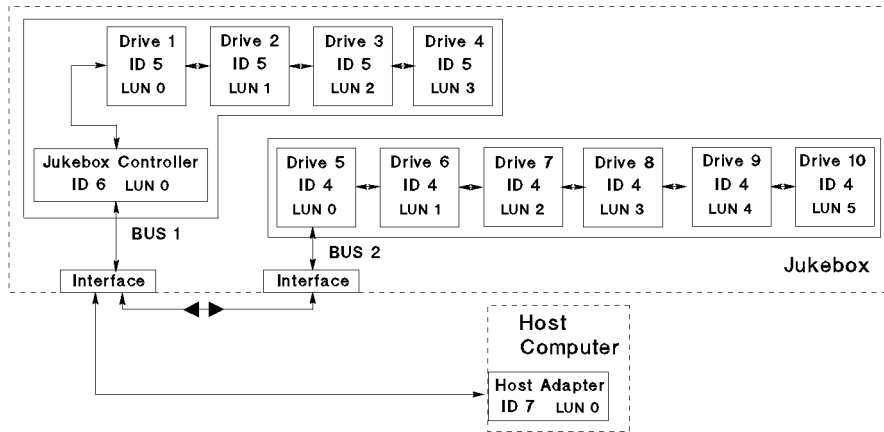 Drive 1
ID 5
LUN 0
Drive 2
ID 5
LUN 1
Drive 3
ID 5
LUN 2
Drive 4
ID 5
LUN 3
Jukebox Controller
ID 6 LUN 0
Drive 5
ID 4
LUN 0
Drive 6
ID 4
LUN 1
Drive 7
ID 4
LUN 2
Drive 8
ID 4
LUN 3
Drive 9
ID 4
LUN 4
Drive 10
ID 4
LUN 5
BUS 1
BUS 2
Jukebox
Interface
Interface
Host
Computer
Host Adapter
ID 7 LUN 0